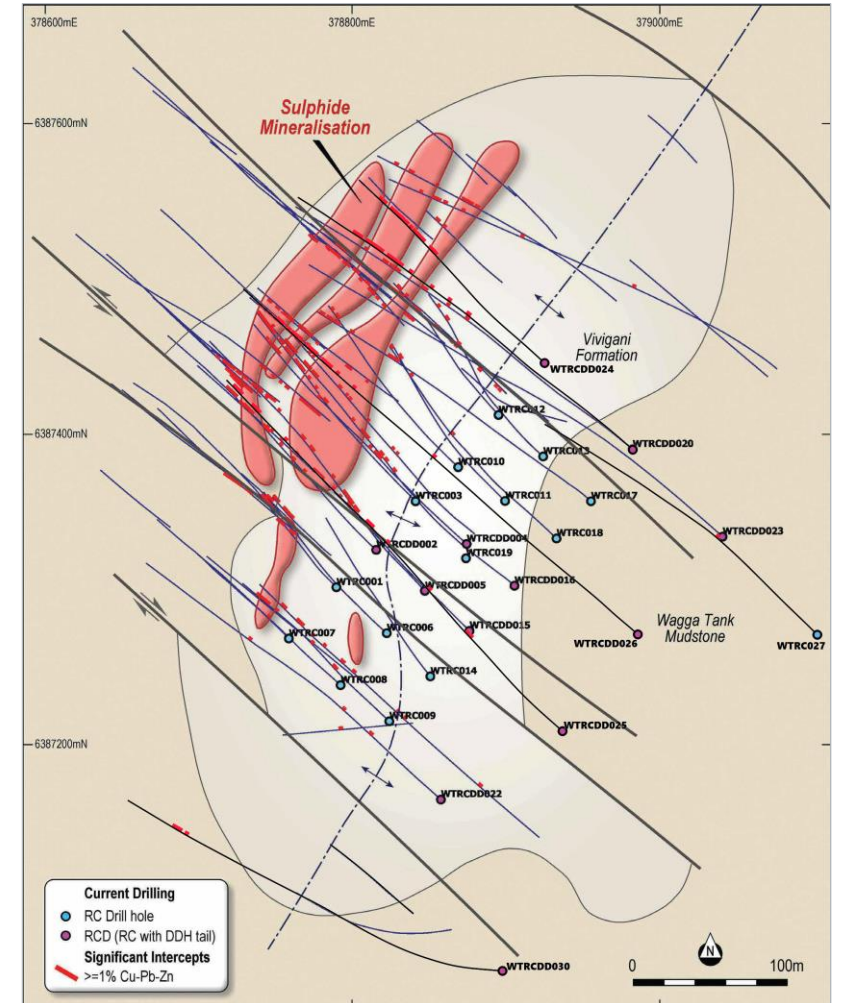 378600mE
378800mE
379000mE
6387600mN
Sulphide
Mineralisation
Vivigani
Formation
WTRCDD024
WTRC012
6387400mN
WTRC013
WTRCDD020
WTRC010
WTRC003
WTRC011
WTRC017
WTRCDD004
WTRC018
WTRCDD023
WTRCDD002
WTRC019
WTRC001
WTRCDD005
WTRCDD016
WTRC007
WTRC006
WTRCDD015
WTRCDD026
Wagga Tank
Mudstone
WTRC027
WTRC008
WTRC014
WTRC009
WTRCDD025
6387200mN
WTRCDD022
Current Drilling
RC Drill hole
RCD (RC with DDH tail)
Significant Intercepts
>=1% Cu-Pb-Zn
WTRCDD030
N
0
100m